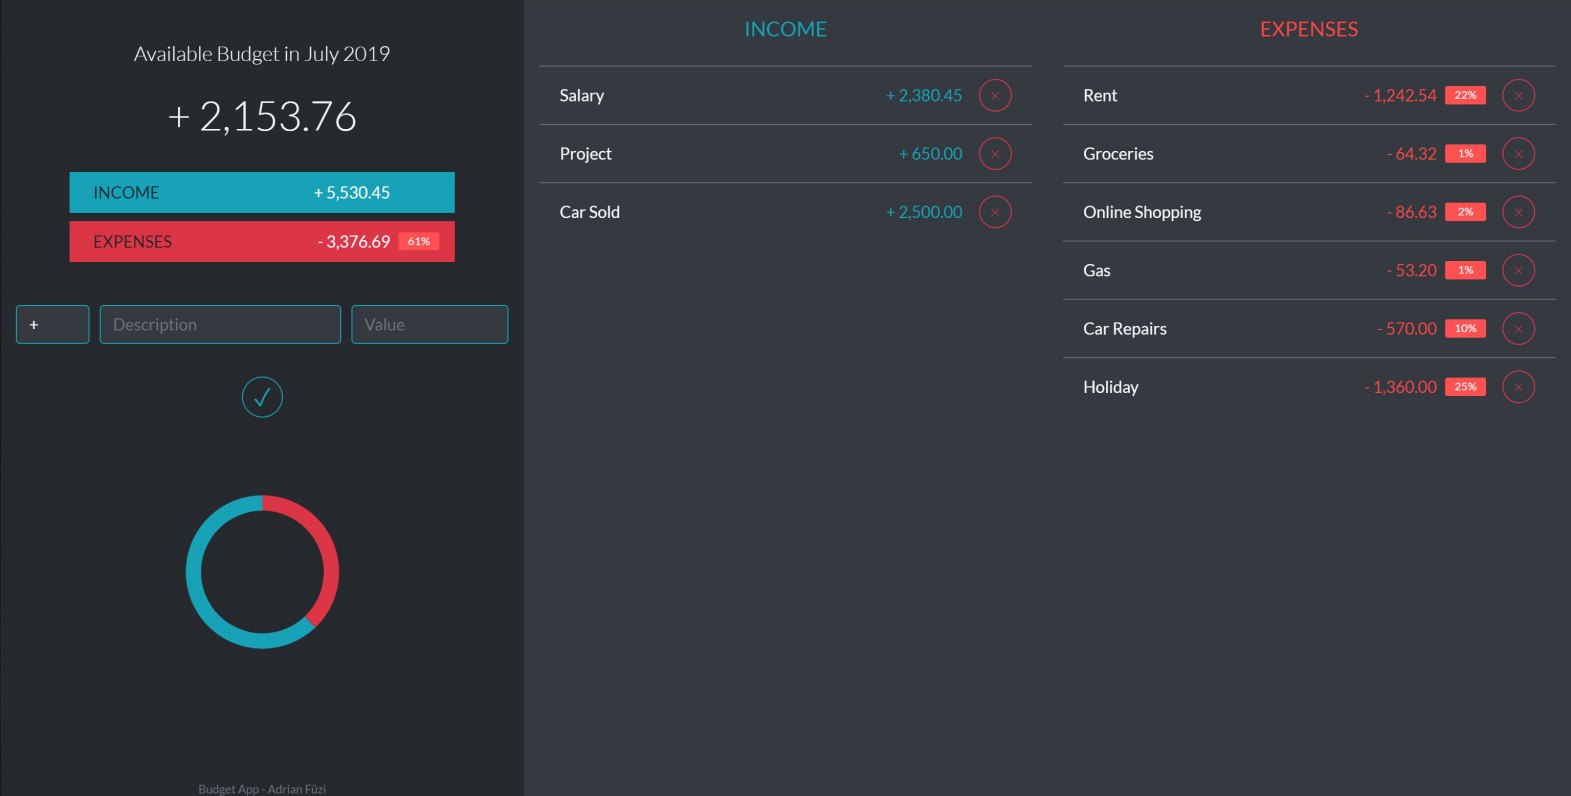 Available Budget in July 2019
+ 2,153.76
INCOME + 5,530.45
EXPENSES - 3,376.69 61%
+ Description Value
Budget App - Adrian Füzi
INCOME
Salary + 2,380.45
Project + 650.00
Car Sold + 2,500.00
EXPENSES
Rent - 1,242.54 22%
Groceries - 64.32 1%
Online Shopping - 86.63 2%
Gas - 53.20 1%
Car Repairs - 570.00 10%
Holiday - 1,360.00 25%